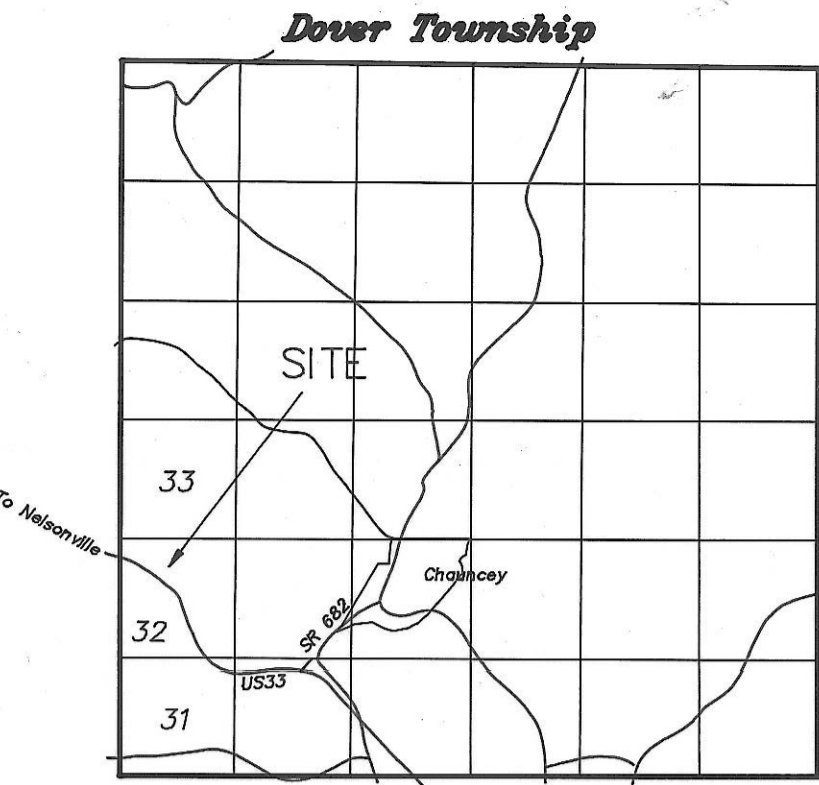 Dover Township
SITE
33
To Nelsonville
Chauncey
32
SR 682
US33
31